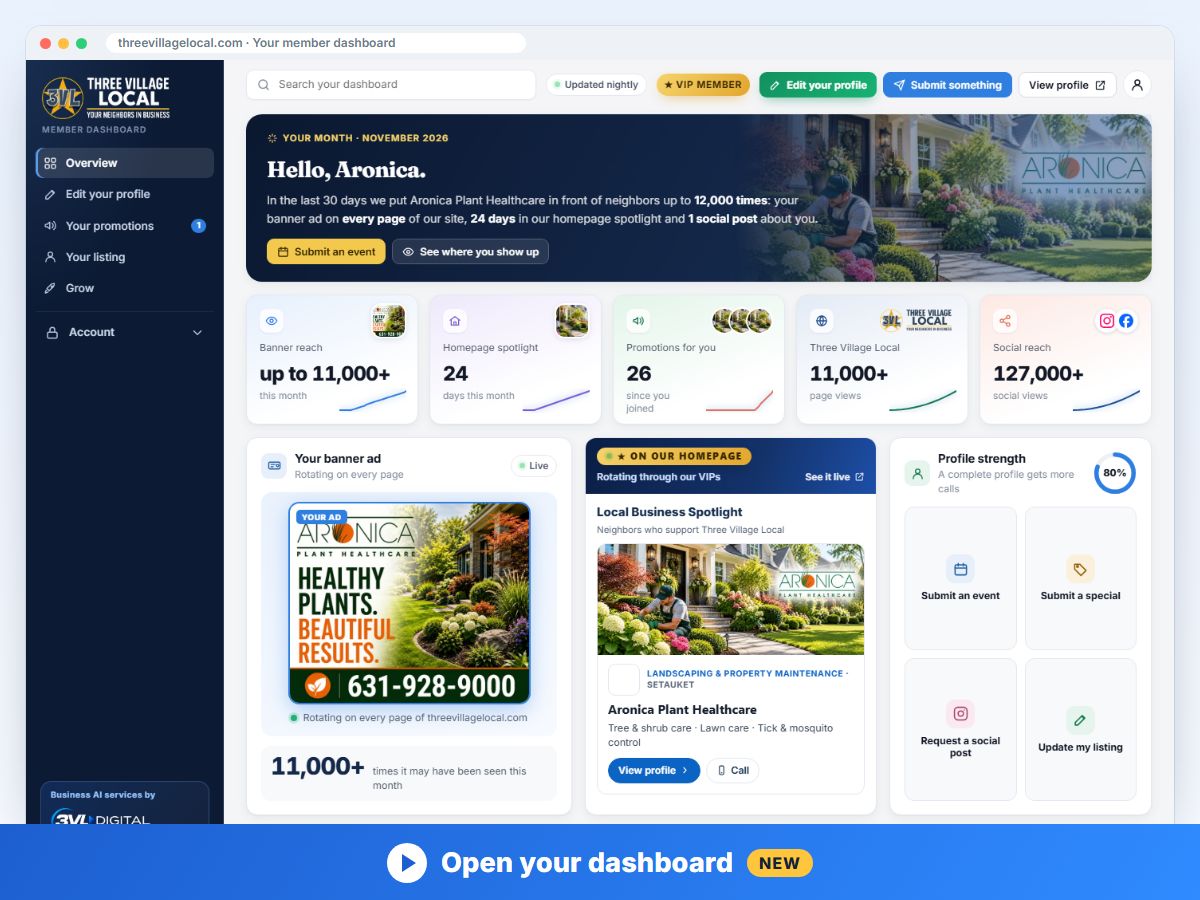 threevillagelocal.com · Your member dashboard
3VL THREE VILLAGE
LOCAL
YOUR NEIGHBORS IN BUSINESS
MEMBER DASHBOARD
Overview
Edit your profile
Your promotions 1
Your listing
Grow
Account
Business AI services by
3VL DIGITAL
Search your dashboard
Updated nightly
★ VIP MEMBER
Edit your profile
Submit something
View profile
YOUR MONTH · NOVEMBER 2026
Hello, Aronica.
In the last 30 days we put Aronica Plant Healthcare in front of neighbors up to 12,000 times: your
banner ad on every page of our site, 24 days in our homepage spotlight and 1 social post about you.
Submit an event
See where you show up
ARONICA
PLANT HEALTHCARE
Banner reach
up to 11,000+
this month
Homepage spotlight
24
days this month
Promotions for you
26
since you
joined
3VL THREE VILLAGE
LOCAL
Three Village Local
11,000+
page views
Social reach
127,000+
social views
Your banner ad
Rotating on every page
Live
YOUR AD
ARONICA
PLANT HEALTHCARE
HEALTHY
PLANTS.
BEAUTIFUL
RESULTS.
631-928-9000
Rotating on every page of threevillagelocal.com
11,000+ times it may have been seen this
month
★ ON OUR HOMEPAGE
Rotating through our VIPs
See it live
Local Business Spotlight
Neighbors who support Three Village Local
ARONICA
PLANT HEALTHCARE
LANDSCAPING & PROPERTY MAINTENANCE ·
SETAUKET
Aronica Plant Healthcare
Tree & shrub care · Lawn care · Tick & mosquito
control
View profile ›
Call
Profile strength
A complete profile gets more
calls
80%
Submit an event
Submit a special
Request a social
post
Update my listing
Open your dashboard NEW